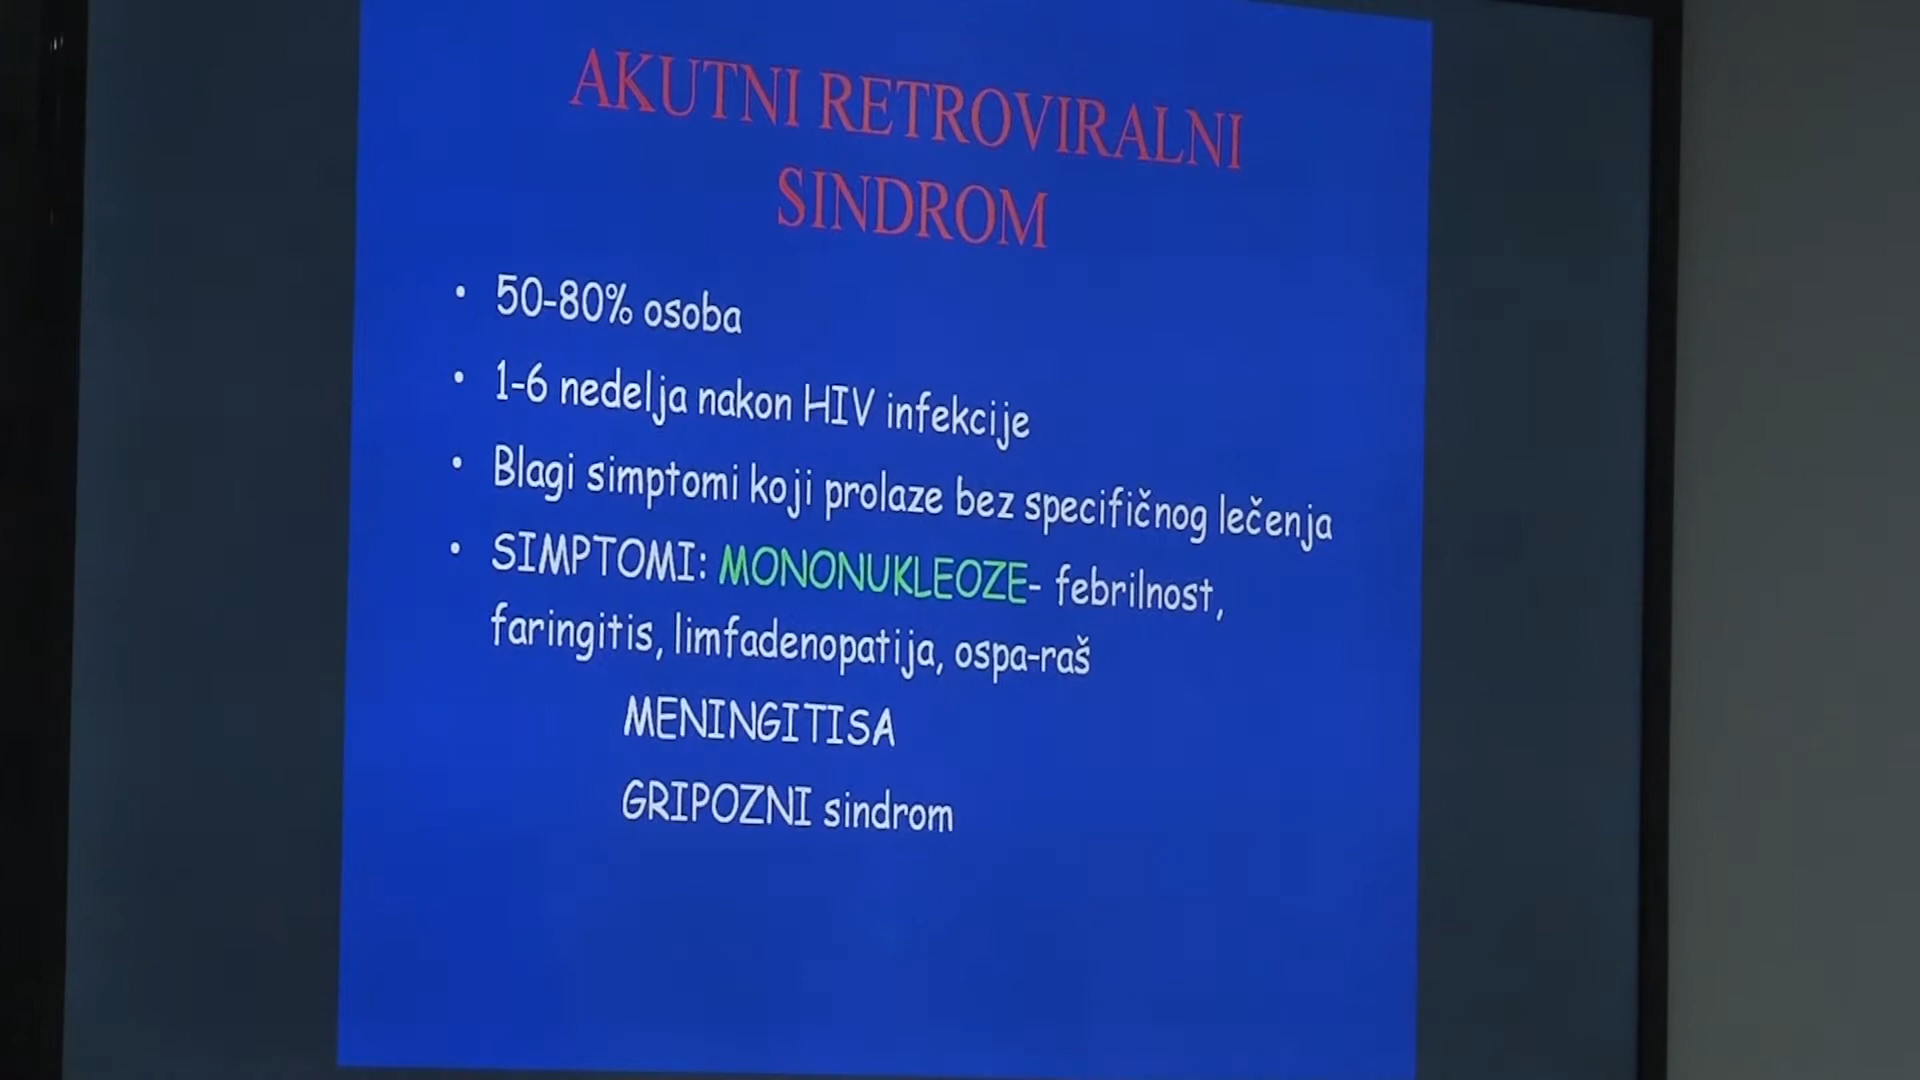 AKUTNI RETROVIRALNI
SINDROM
• 50-80% osoba
• 1-6 nedelja nakon HIV infekcije
• Blagi simptomi koji prolaze bez specifičnog lečenja
• SIMPTOMI: MONONUKLEOZE- febrilnost,
faringitis, limfadenopatija, ospa-raš
MENINGITISA
GRIPOZNI sindrom